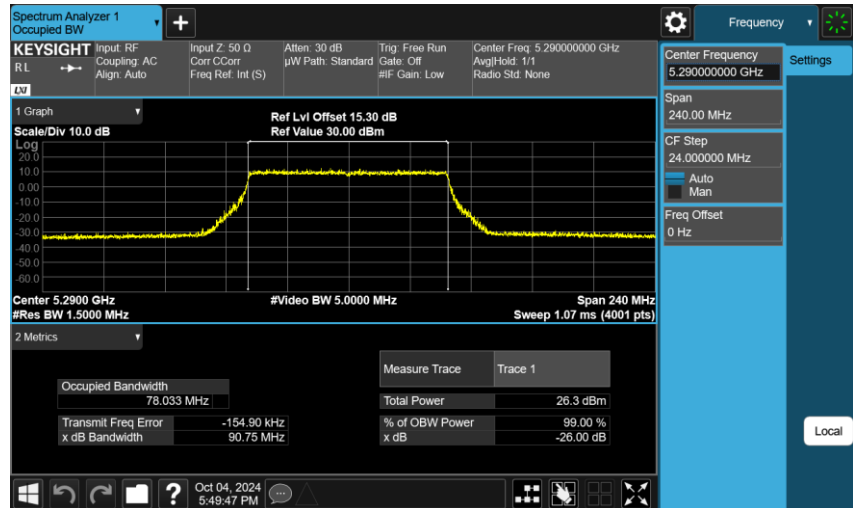 Spectrum Analyzer 1
Occupied BW
+
Frequency
KEYSIGHT
RL
LXI
Input: RF
Coupling: AC
Align: Auto
Input Z: 50 Ω
Corr CCorr
Freq Ref: Int (S)
Atten: 30 dB
µW Path: Standard
Trig: Free Run
Gate: Off
#IF Gain: Low
Center Freq: 5.290000000 GHz
Avg|Hold: 1/1
Radio Std: None
Center Frequency
5.290000000 GHz
Settings
Span
240.00 MHz
CF Step
24.000000 MHz
Auto
Man
Freq Offset
0 Hz
Local
1 Graph
Scale/Div 10.0 dB
Ref Lvl Offset 15.30 dB
Ref Value 30.00 dBm
Log
20.0
10.0
0.00
-10.0
-20.0
-30.0
-40.0
-50.0
-60.0
Center 5.2900 GHz
#Res BW 1.5000 MHz
#Video BW 5.0000 MHz
Span 240 MHz
Sweep 1.07 ms (4001 pts)
2 Metrics
Measure Trace Trace 1
Occupied Bandwidth
78.033 MHz
Total Power 26.3 dBm
Transmit Freq Error -154.90 kHz
% of OBW Power 99.00 %
x dB Bandwidth 90.75 MHz
x dB -26.00 dB
?
Oct 04, 2024
5:49:47 PM